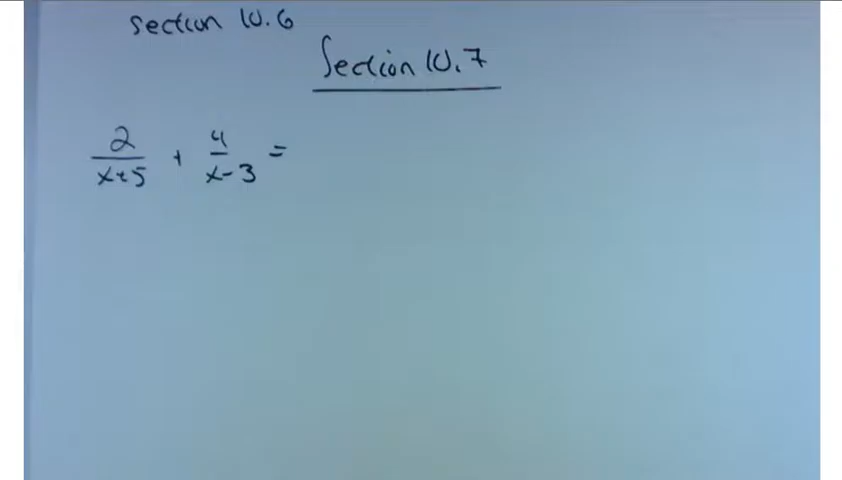 Section 10.6
Section 10.7
2/(x+5) + 4/(x-3) =